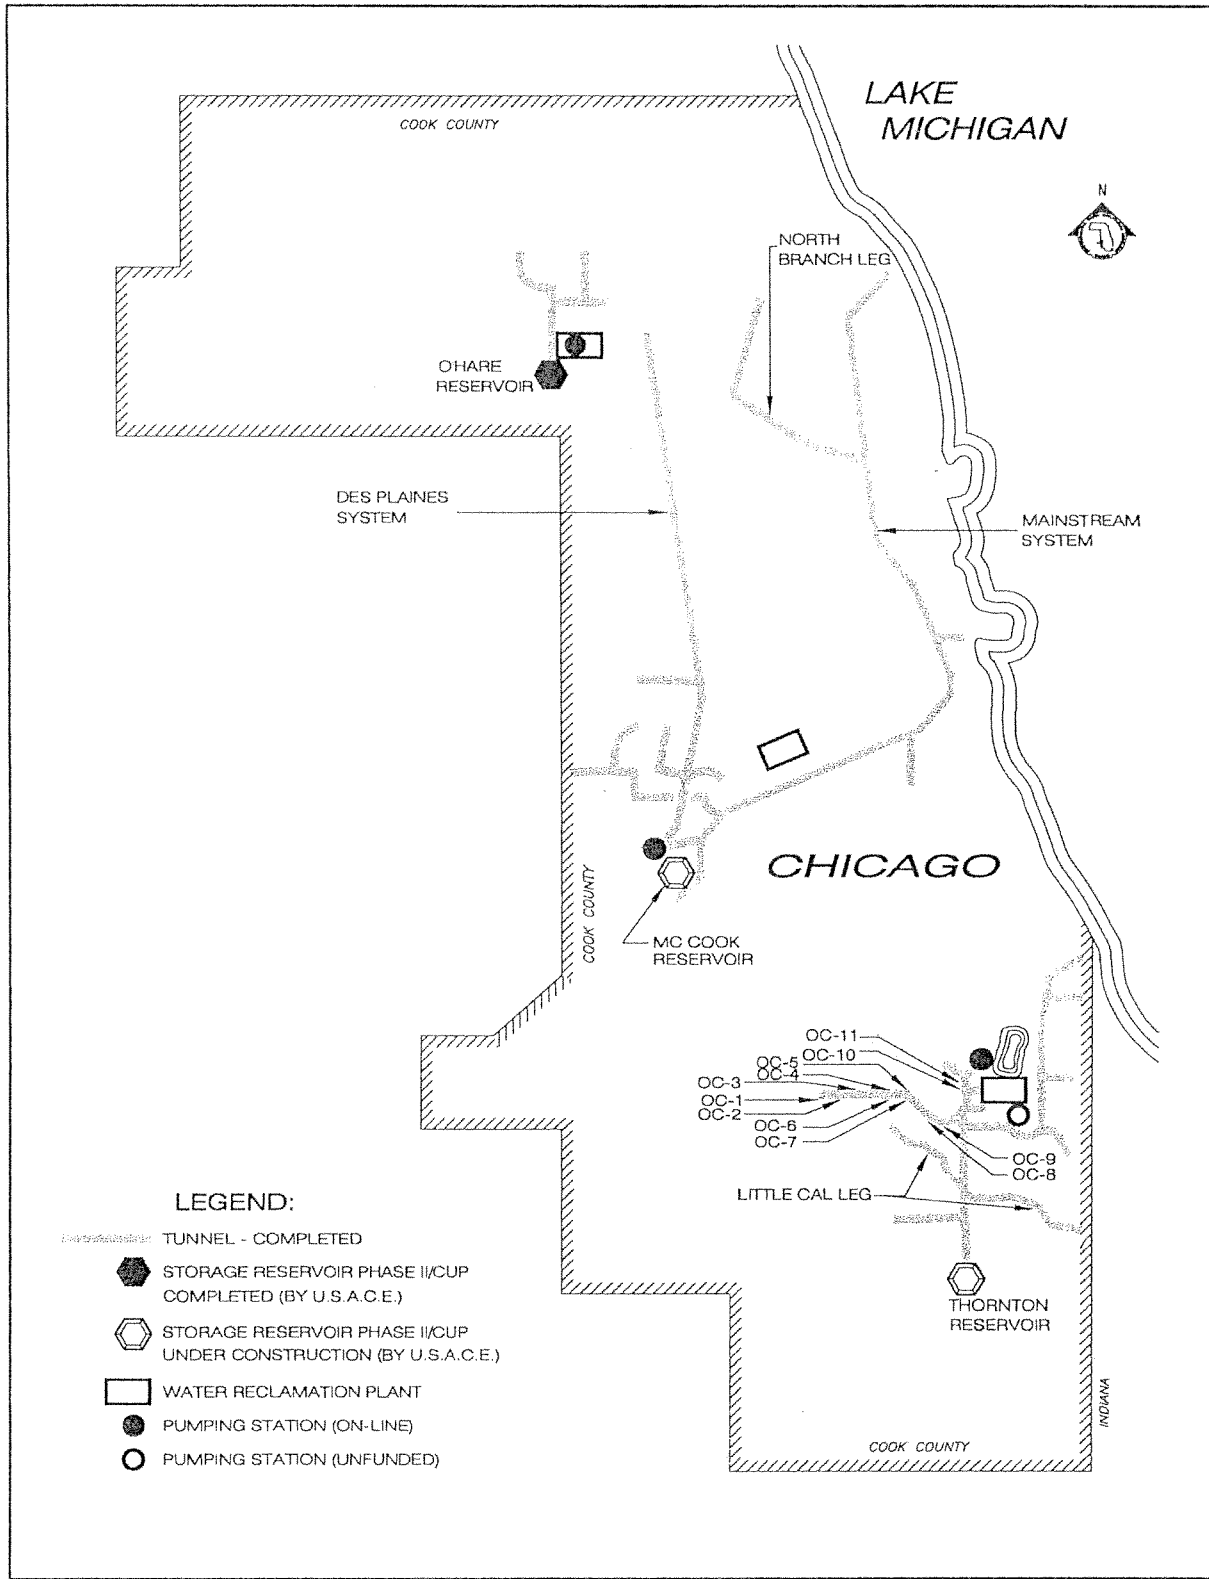 LAKE
MICHIGAN
COOK COUNTY
N
NORTH
BRANCH LEG
O'HARE
RESERVOIR
DES PLAINES
SYSTEM
MAINSTREAM
SYSTEM
CHICAGO
COOK COUNTY
MC COOK
RESERVOIR
OC-11
OC-10
OC-5
OC-4
OC-3
OC-1
OC-2
OC-6
OC-7
OC-9
OC-8
LITTLE CAL LEG
THORNTON
RESERVOIR
INDIANA
COOK COUNTY
LEGEND:
TUNNEL - COMPLETED
STORAGE RESERVOIR PHASE II/CUP
COMPLETED (BY U.S.A.C.E.)
STORAGE RESERVOIR PHASE II/CUP
UNDER CONSTRUCTION (BY U.S.A.C.E.)
WATER RECLAMATION PLANT
PUMPING STATION (ON-LINE)
PUMPING STATION (UNFUNDED)